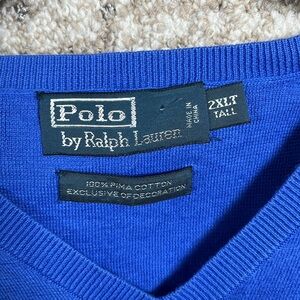 Polo
by Ralph Lauren
MADE IN
CHINA
2XLT
TALL
100% PIMA COTTON
EXCLUSIVE OF DECORATION